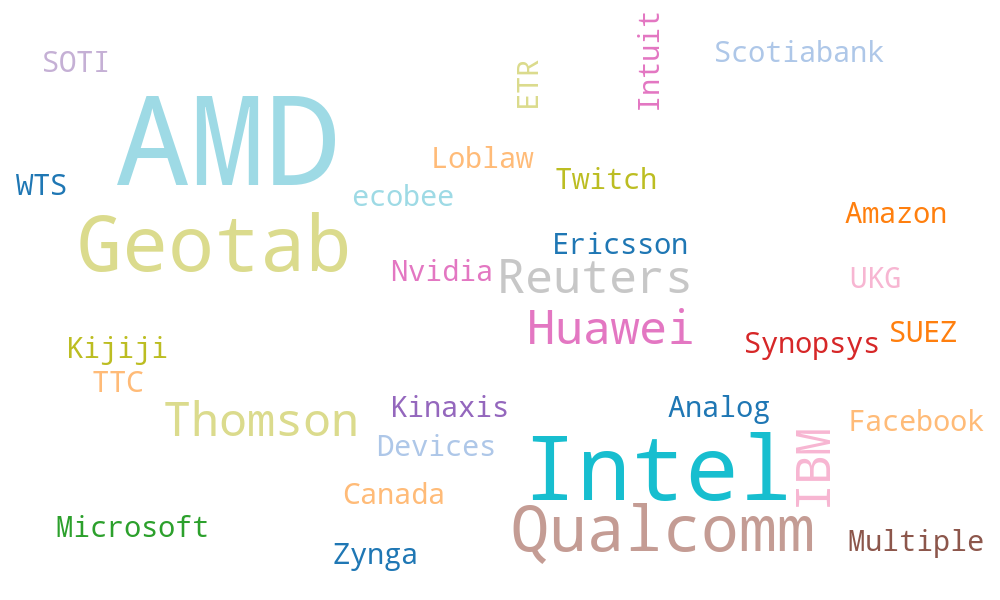 SOTI
Intuit
Scotiabank
ETR
AMD
Loblaw
Twitch
WTS
ecobee
Amazon
Geotab
Ericsson
Nvidia
Reuters
UKG
Huawei
Synopsys
SUEZ
Kijiji
TTC
Thomson
Kinaxis
Analog
Facebook
Devices
Intel
IBM
Canada
Microsoft
Qualcomm
Multiple
Zynga